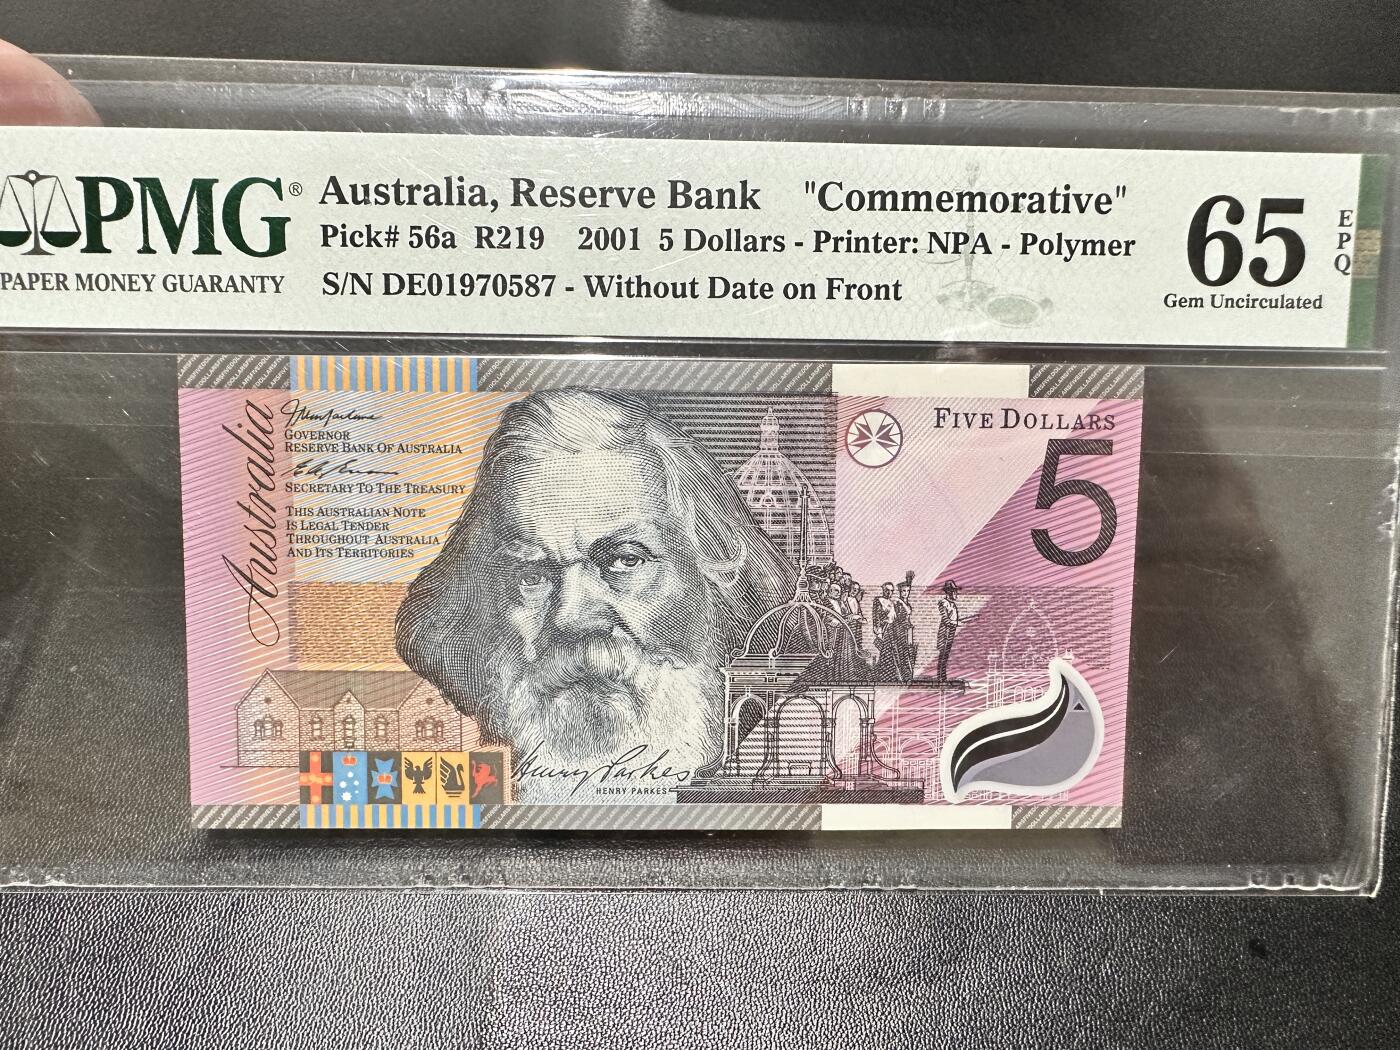 PMG®
PAPER MONEY GUARANTY
Australia, Reserve Bank "Commemorative"
Pick# 56a R219 2001 5 Dollars - Printer: NPA - Polymer
S/N DE01970587 - Without Date on Front
65
EPQ
Gem Uncirculated
Australia
GOVERNOR
RESERVE BANK OF AUSTRALIA
SECRETARY TO THE TREASURY
THIS AUSTRALIAN NOTE
IS LEGAL TENDER
THROUGHOUT AUSTRALIA
AND ITS TERRITORIES
FIVE DOLLARS
5
Henry Parkes
HENRY PARKES